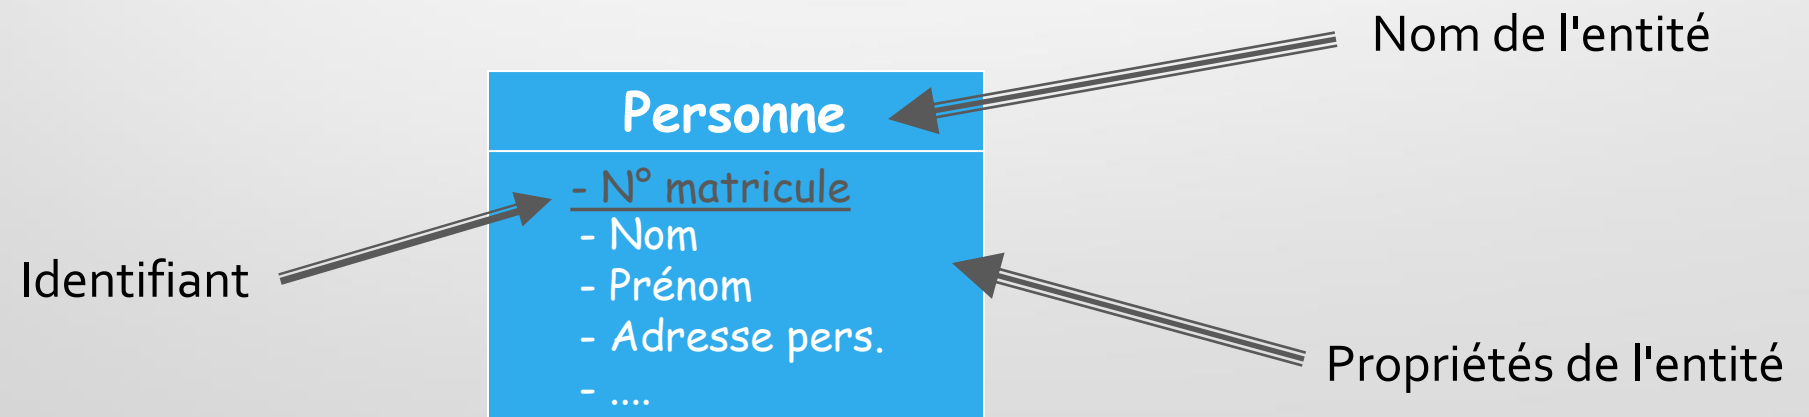 Nom de l'entité
Personne
- N° matricule
- Nom
- Prénom
- Adresse pers.
- ....
Identifiant
Propriétés de l'entité